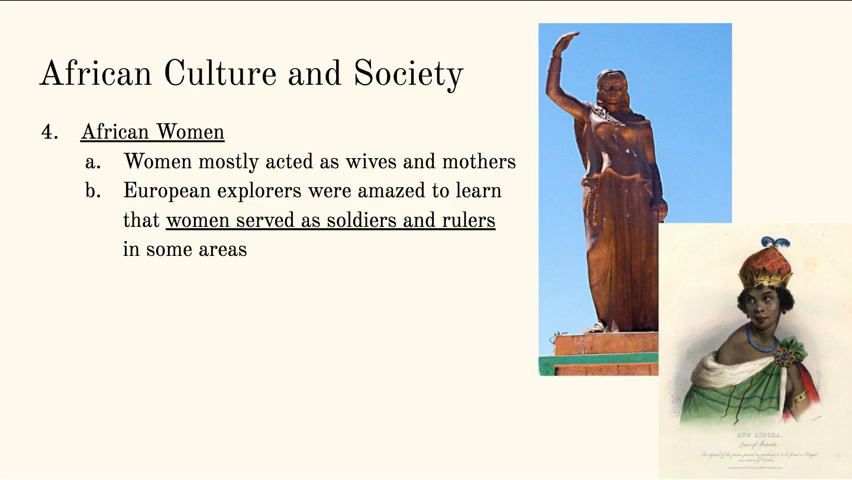 African Culture and Society
4. African Women
a. Women mostly acted as wives and mothers
b. European explorers were amazed to learn
that women served as soldiers and rulers
in some areas
ANN ZINGHA.